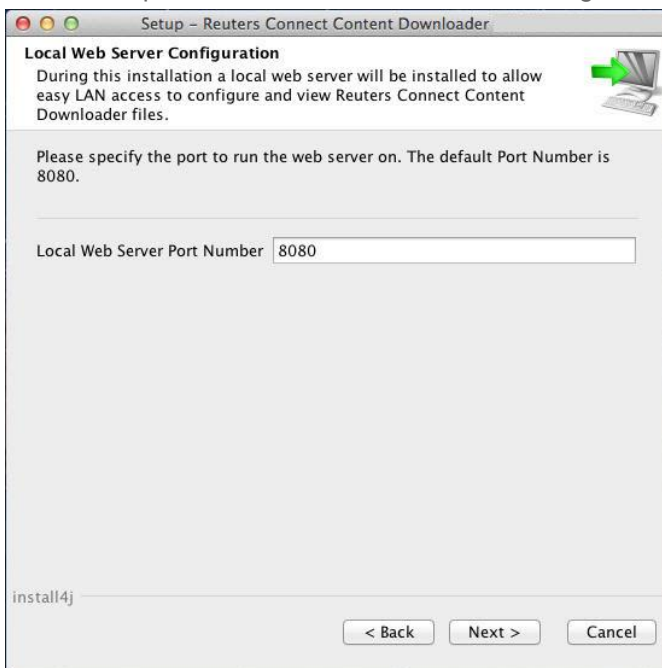 Setup – Reuters Connect Content Downloader
Local Web Server Configuration
During this installation a local web server will be installed to allow
easy LAN access to configure and view Reuters Connect Content
Downloader files.
Please specify the port to run the web server on. The default Port Number is
8080.
Local Web Server Port Number 8080
install4j
< Back Next > Cancel